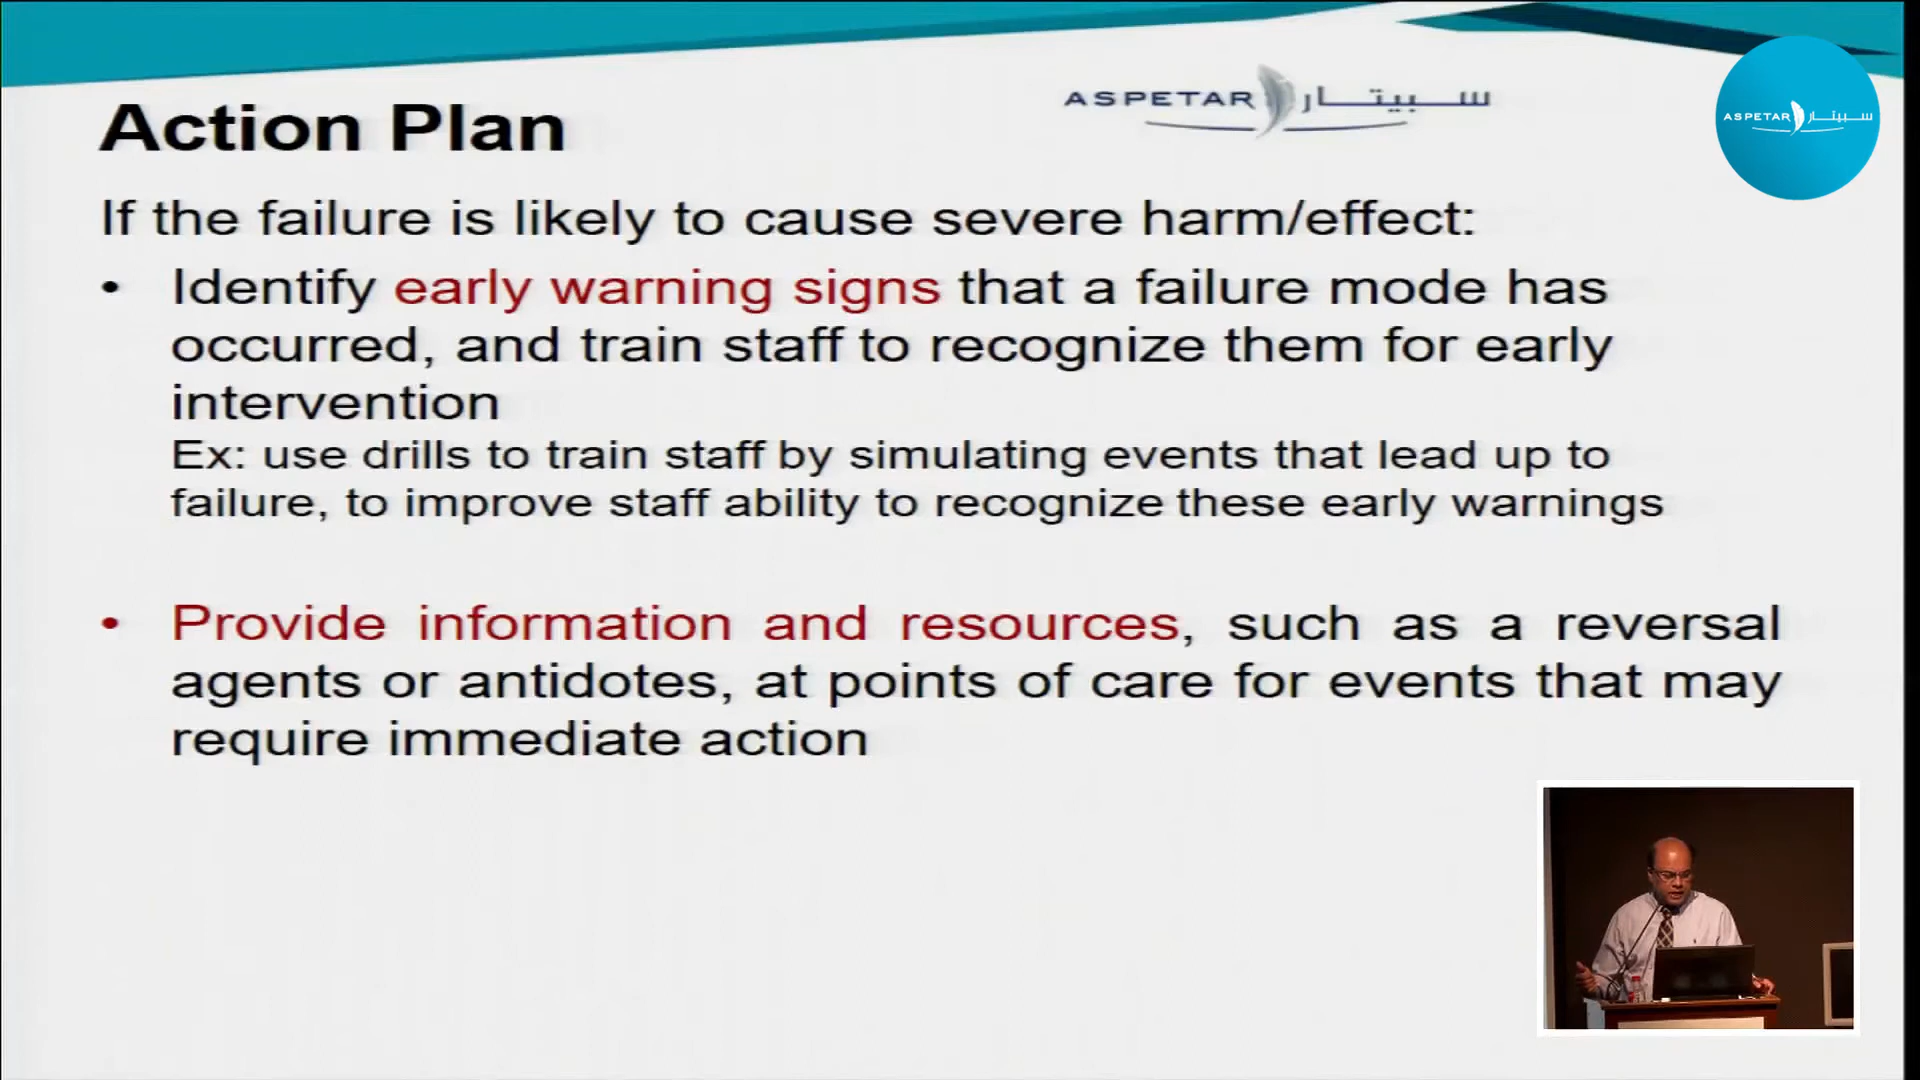 ASPETAR سبيتار
ASPETAR سبيتار
Action Plan
If the failure is likely to cause severe harm/effect:
• Identify early warning signs that a failure mode has
occurred, and train staff to recognize them for early
intervention
Ex: use drills to train staff by simulating events that lead up to
failure, to improve staff ability to recognize these early warnings
• Provide information and resources, such as a reversal
agents or antidotes, at points of care for events that may
require immediate action